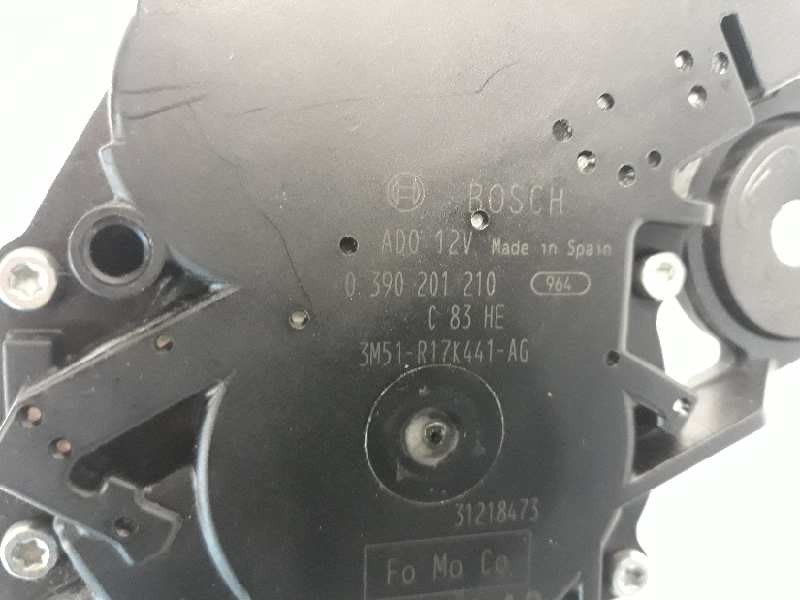 BOSCH
ADO 12V Made in Spain
0 390 201 210 964
C 83 HE
3M51-R17K441-AG
31218473
Fo Mo Co